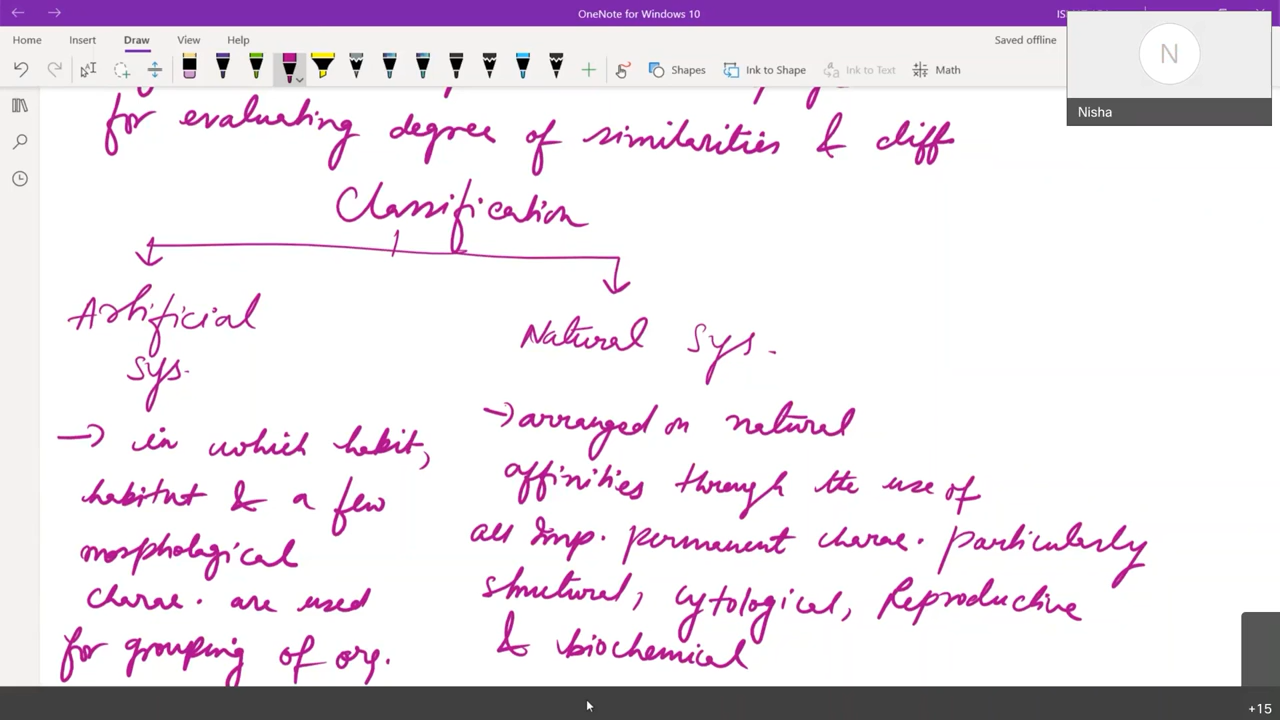 OneNote for Windows 10
Home Insert Draw View Help
Saved offline
Shapes Ink to Shape Ink to Text Math
N
Nisha
for evaluating degree of similarities & diff
Classification
Artificial
sys.
Natural sys.
→ in which habit,
habitat & a few
morphological
charac. are used
for grouping of org.
→ arranged on natural
affinities through the use of
all Imp. permanent charac. particularly
structural, cytological, Reproductive
& biochemical
+15